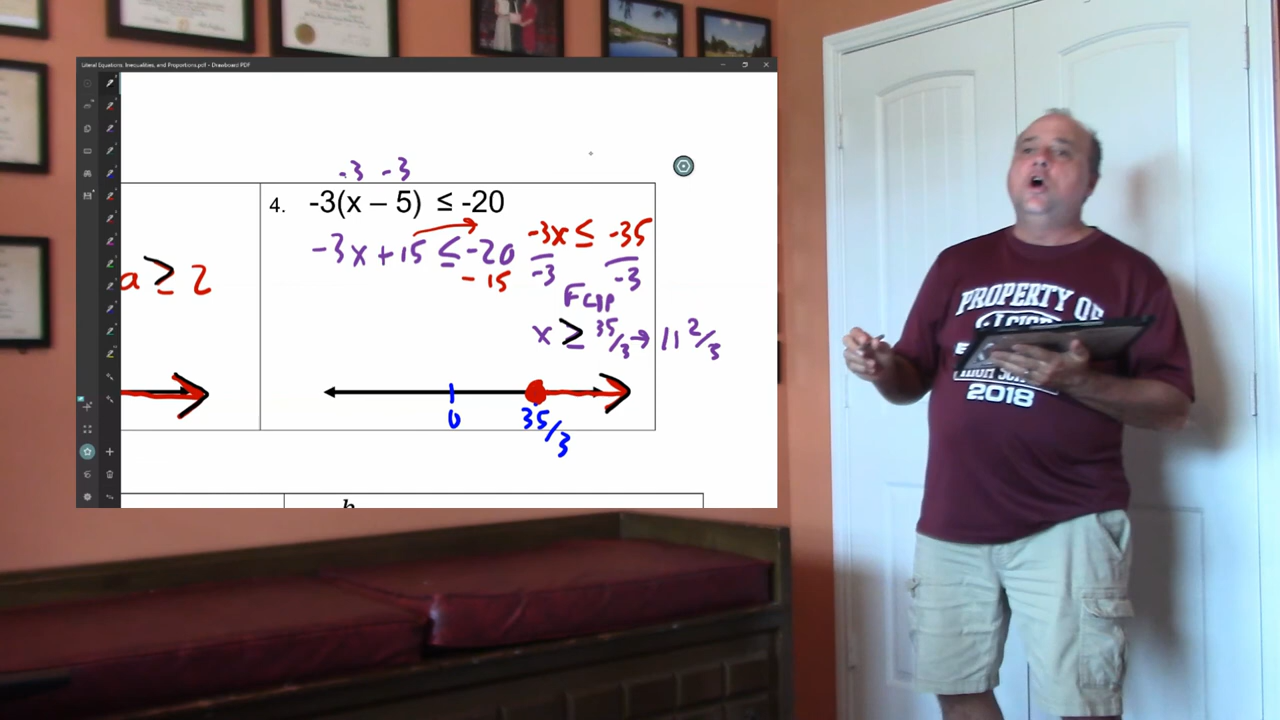 Literal Equations, Inequalities, and Proportions.pdf - Drawboard PDF
-3 -3
4. -3(x – 5) ≤ -20
-3x + 15 ≤ -20
- 15
-3x ≤ -35
-3 -3
Flip
x ≥ 35/3 → 11 2/3
a ≥ 2
0 35/3
PROPERTY OF
HIGH
2018